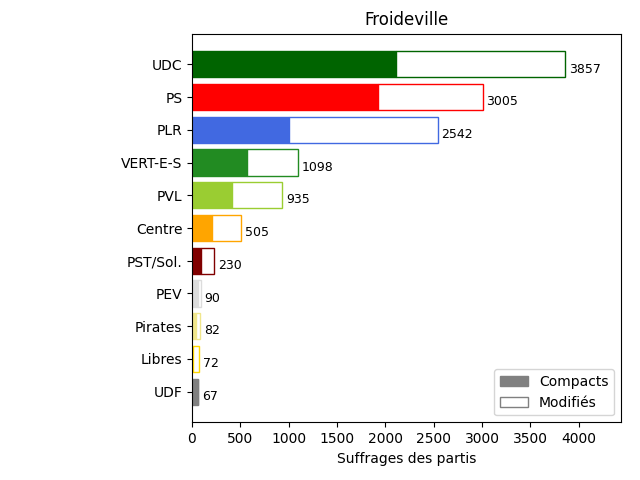 Froideville
UDC 3857
PS 3005
PLR 2542
VERT-E-S 1098
PVL 935
Centre 505
PST/Sol. 230
PEV 90
Pirates 82
Libres 72
UDF 67
Compacts
Modifiés
0 500 1000 1500 2000 2500 3000 3500 4000
Suffrages des partis